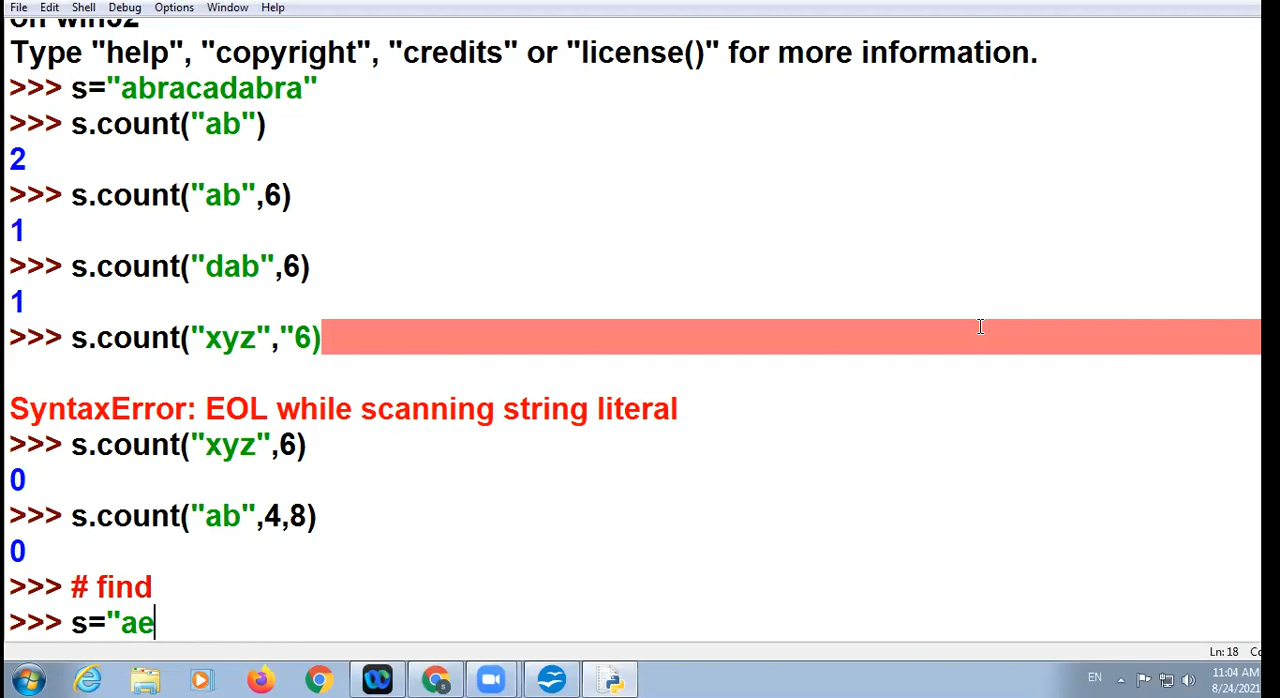 File Edit Shell Debug Options Window Help
on win32
Type "help", "copyright", "credits" or "license()" for more information.
>>> s="abracadabra"
>>> s.count("ab")
2
>>> s.count("ab",6)
1
>>> s.count("dab",6)
1
>>> s.count("xyz","6)
SyntaxError: EOL while scanning string literal
>>> s.count("xyz",6)
0
>>> s.count("ab",4,8)
0
>>> # find
>>> s="ae
Ln: 18
EN
11:04 AM
8/24/2021